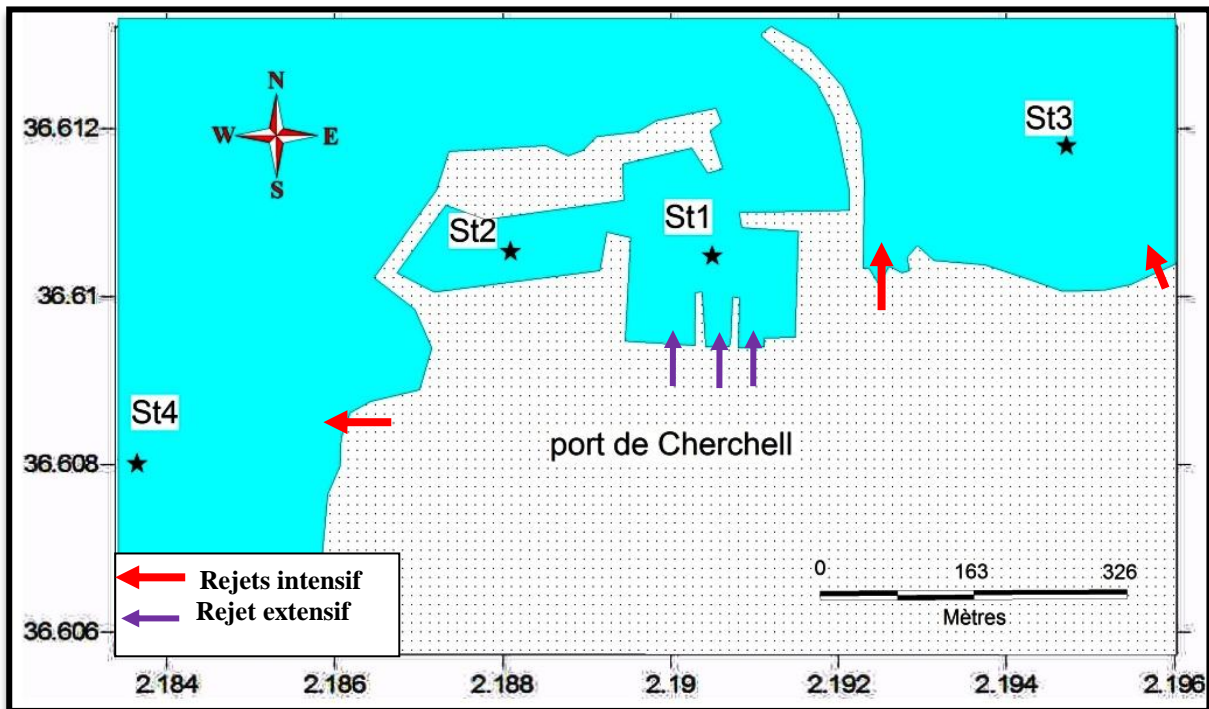 N
W E
S
36.612
36.61
36.608
36.606
St3
St2
St1
St4
port de Cherchell
Rejets intensif
Rejet extensif
0 163 326
Mètres
2.184 2.186 2.188 2.19 2.192 2.194 2.196